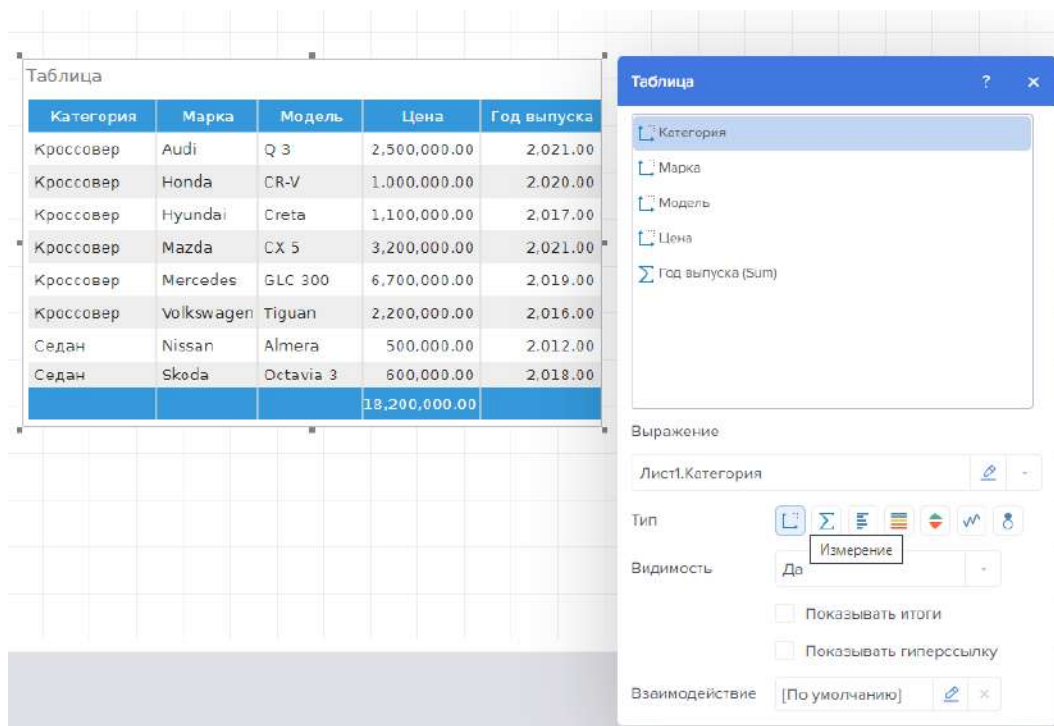 Таблица
Категория Марка Модель Цена Год выпуска
Кроссовер Audi Q 3 2,500,000.00 2,021.00
Кроссовер Honda CR-V 1.000.000.00 2.020.00
Кроссовер Hyundai Creta 1,100,000.00 2,017.00
Кроссовер Mazda CX 5 3,200,000.00 2,021.00
Кроссовер Mercedes GLC 300 6,700,000.00 2,019.00
Кроссовер Volkswagen Tiguan 2,200,000.00 2,016.00
Седан Nissan Almera 500.000.00 2.012.00
Седан Skoda Octavia 3 600,000.00 2,018.00
18,200,000.00
Таблица ? ×
Категория
Марка
Модель
Цена
Год выпуска (Sum)
Выражение
Лист1.Категория
Тип
Измерение
Видимость Да
Показывать итоги
Показывать гиперссылку
Взаимодействие [По умолчанию]